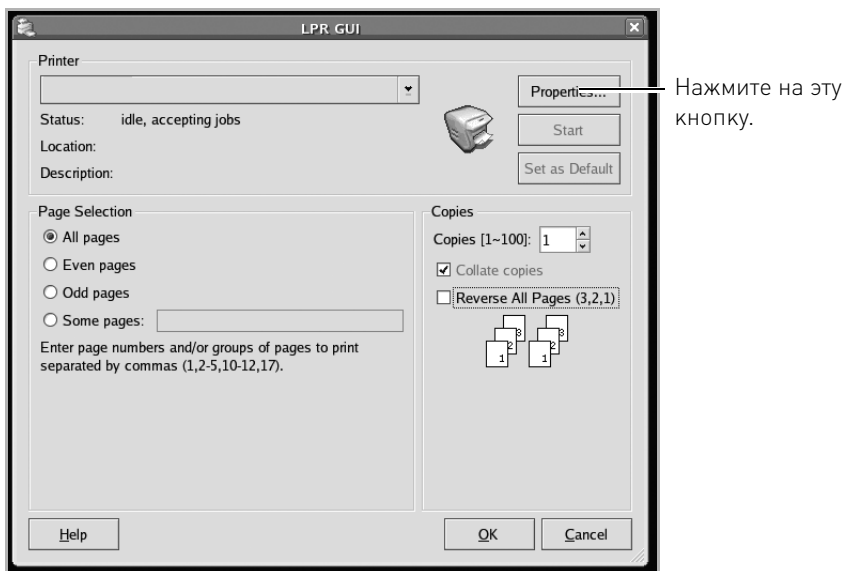 LPR GUI
Printer
Properties...
Нажмите на эту
кнопку.
Status: idle, accepting jobs
Start
Location:
Description:
Set as Default
Page Selection
All pages
Even pages
Odd pages
Some pages:
Enter page numbers and/or groups of pages to print
separated by commas (1,2-5,10-12,17).
Copies
Copies [1~100]: 1
Collate copies
Reverse All Pages (3,2,1)
3 3
2 2
1 1
Help
OK
Cancel